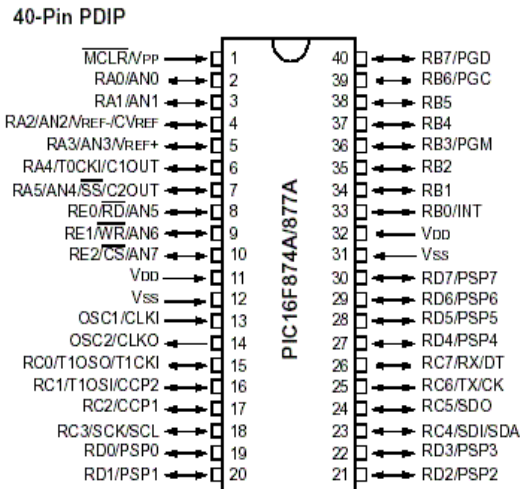 40-Pin PDIP
MCLR/VPP 1 40 RB7/PGD
RA0/AN0 2 39 RB6/PGC
RA1/AN1 3 38 RB5
RA2/AN2/VREF-/CVREF 4 37 RB4
RA3/AN3/VREF+ 5 36 RB3/PGM
RA4/T0CKI/C1OUT 6 35 RB2
RA5/AN4/SS/C2OUT 7 34 RB1
RE0/RD/AN5 8 33 RB0/INT
RE1/WR/AN6 9 32 VDD
RE2/CS/AN7 10 31 VSS
VDD 11 30 RD7/PSP7
VSS 12 29 RD6/PSP6
OSC1/CLKI 13 28 RD5/PSP5
OSC2/CLKO 14 27 RD4/PSP4
RC0/T1OSO/T1CKI 15 26 RC7/RX/DT
RC1/T1OSI/CCP2 16 25 RC6/TX/CK
RC2/CCP1 17 24 RC5/SDO
RC3/SCK/SCL 18 23 RC4/SDI/SDA
RD0/PSP0 19 22 RD3/PSP3
RD1/PSP1 20 21 RD2/PSP2
PIC16F874A/877A